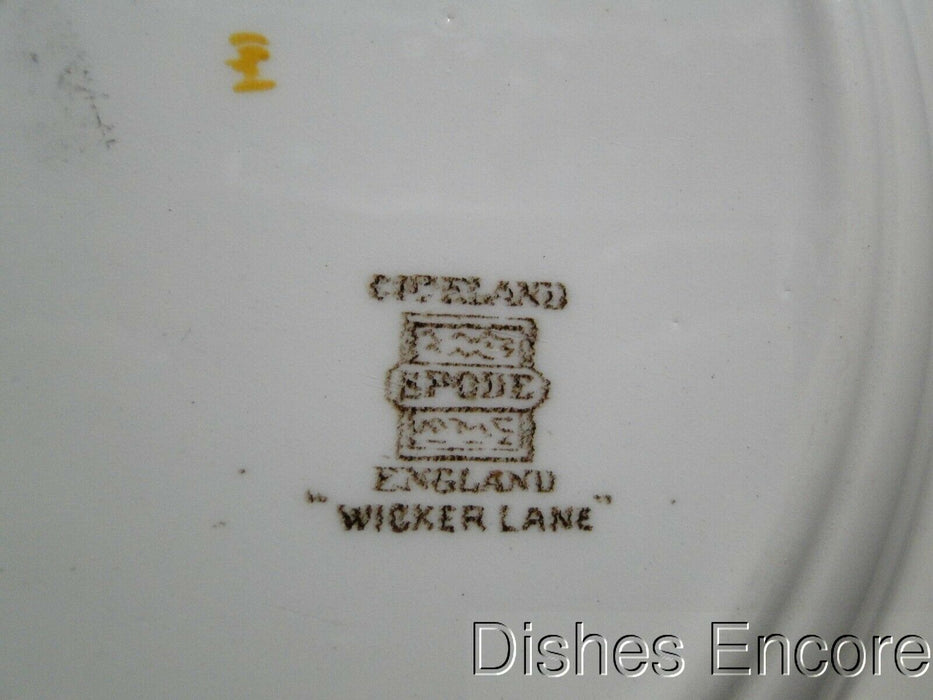 COPELAND
SPODE
ENGLAND
"WICKER LANE"
Dishes Encore